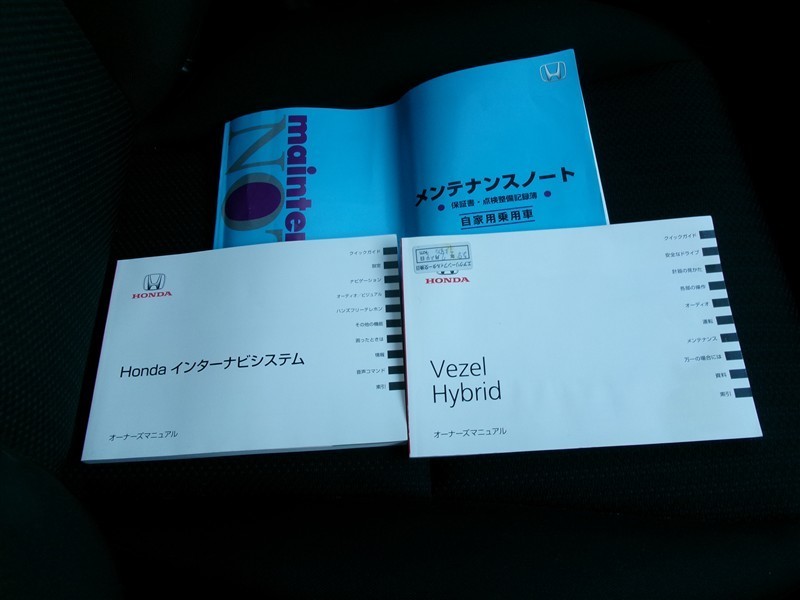 mainte
NO
メンテナンスノート
● 保証書・点検整備記録簿 ●
自家用乗用車
HONDA
Honda インターナビシステム
オーナーズマニュアル
クイックガイド
設定
ナビゲーション
オーディオ・ビジュアル
ハンズフリーテレホン
その他の機能
困ったときは
情報
音声コマンド
索引
HONDA
Vezel
Hybrid
オーナーズマニュアル
クイックガイド
安全なドライブ
計器の見かた
各部の操作
オーディオ
運転
メンテナンス
万一の場合には
資料
索引